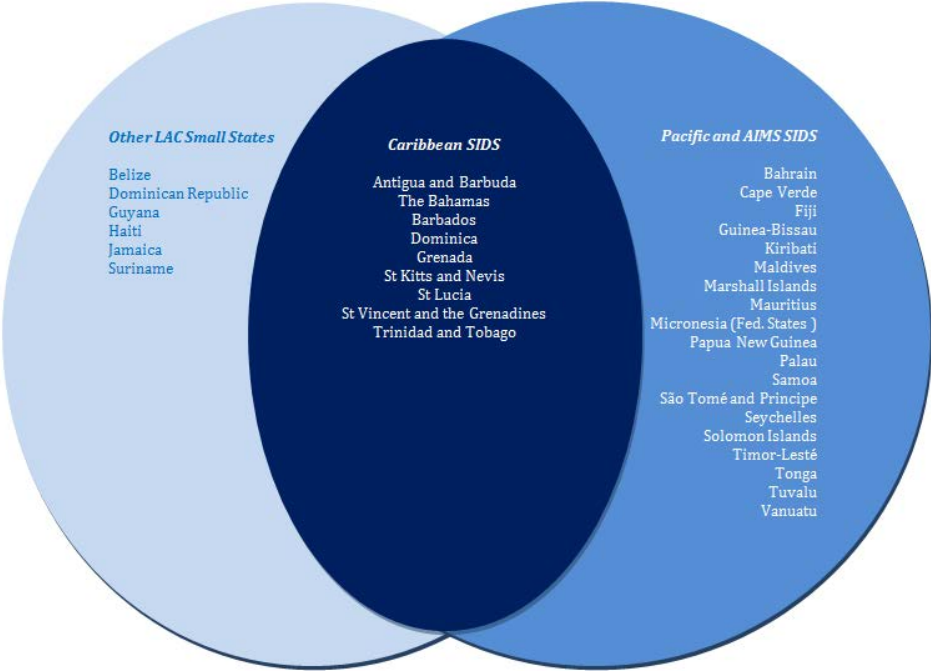 Other LAC Small States
Belize
Dominican Republic
Guyana
Haiti
Jamaica
Suriname
Caribbean SIDS
Antigua and Barbuda
The Bahamas
Barbados
Dominica
Grenada
St Kitts and Nevis
St Lucia
St Vincent and the Grenadines
Trinidad and Tobago
Pacific and AIMS SIDS
Bahrain
Cape Verde
Fiji
Guinea-Bissau
Kiribati
Maldives
Marshall Islands
Mauritius
Micronesia (Fed. States )
Papua New Guinea
Palau
Samoa
São Tomé and Principe
Seychelles
Solomon Islands
Timor-Lesté
Tonga
Tuvalu
Vanuatu